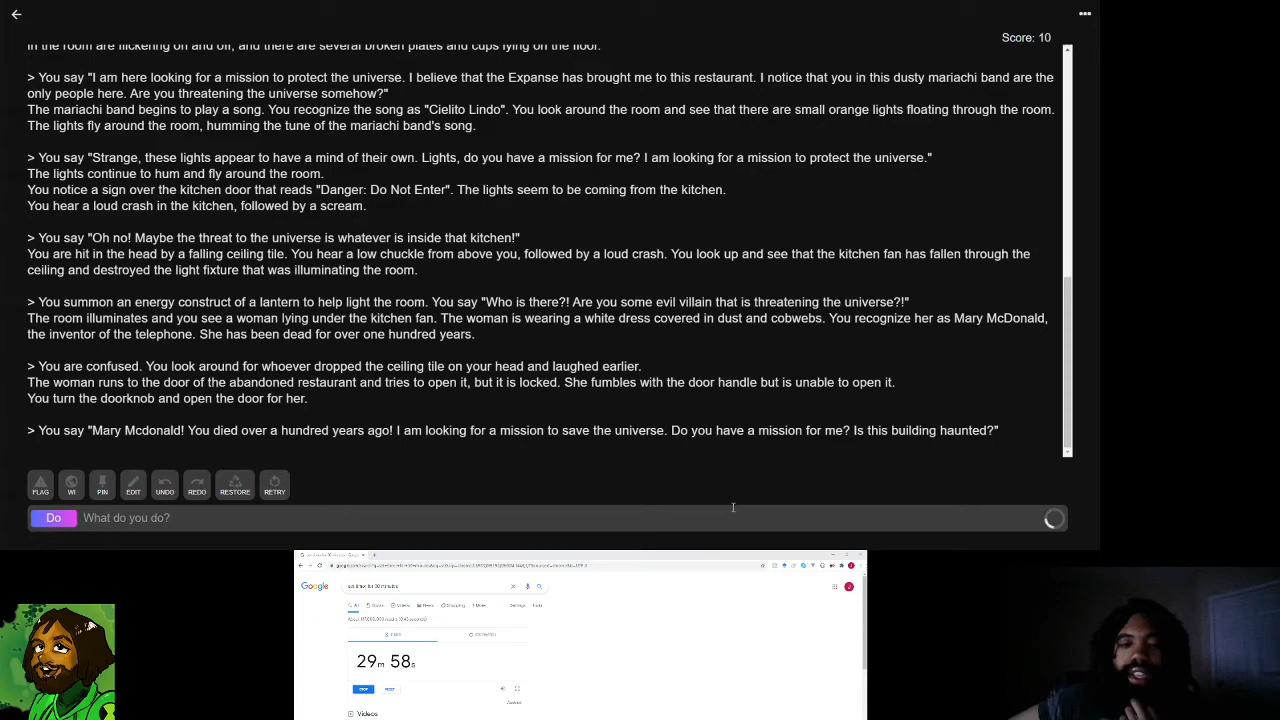 Score: 10
in the room are flickering on and off, and there are several broken plates and cups lying on the floor.
> You say "I am here looking for a mission to protect the universe. I believe that the Expanse has brought me to this restaurant. I notice that you in this dusty mariachi band are the
only people here. Are you threatening the universe somehow?"
The mariachi band begins to play a song. You recognize the song as "Cielito Lindo". You look around the room and see that there are small orange lights floating through the room.
The lights fly around the room, humming the tune of the mariachi band's song.
> You say "Strange, these lights appear to have a mind of their own. Lights, do you have a mission for me? I am looking for a mission to protect the universe."
The lights continue to hum and fly around the room.
You notice a sign over the kitchen door that reads "Danger: Do Not Enter". The lights seem to be coming from the kitchen.
You hear a loud crash in the kitchen, followed by a scream.
> You say "Oh no! Maybe the threat to the universe is whatever is inside that kitchen!"
You are hit in the head by a falling ceiling tile. You hear a low chuckle from above you, followed by a loud crash. You look up and see that the kitchen fan has fallen through the
ceiling and destroyed the light fixture that was illuminating the room.
> You summon an energy construct of a lantern to help light the room. You say "Who is there?! Are you some evil villain that is threatening the universe?!"
The room illuminates and you see a woman lying under the kitchen fan. The woman is wearing a white dress covered in dust and cobwebs. You recognize her as Mary McDonald,
the inventor of the telephone. She has been dead for over one hundred years.
> You are confused. You look around for whoever dropped the ceiling tile on your head and laughed earlier.
The woman runs to the door of the abandoned restaurant and tries to open it, but it is locked. She fumbles with the door handle but is unable to open it.
You turn the doorknob and open the door for her.
> You say "Mary Mcdonald! You died over a hundred years ago! I am looking for a mission to save the universe. Do you have a mission for me? Is this building haunted?"
FLAG WI PIN EDIT UNDO REDO RESTORE RETRY
Do What do you do?
Google set timer for 30 minutes
All Books Videos News Shopping More Settings Tools
29m 58s
STOP RESET
Videos